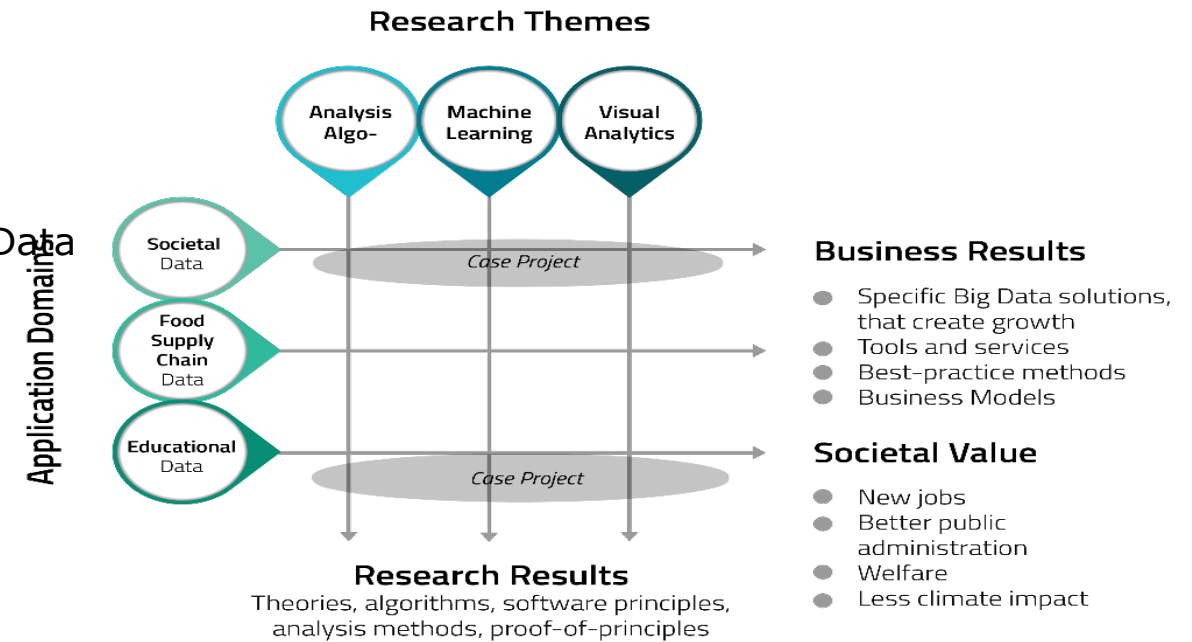 Research Themes
Analysis
Algo-
Machine
Learning
Visual
Analytics
Data
Application Domains
Societal
Data
Food
Supply
Chain
Data
Educational
Data
Case Project
Case Project
Business Results
Specific Big Data solutions,
that create growth
Tools and services
Best-practice methods
Business Models
Societal Value
New jobs
Better public
administration
Welfare
Less climate impact
Research Results
Theories, algorithms, software principles,
analysis methods, proof-of-principles